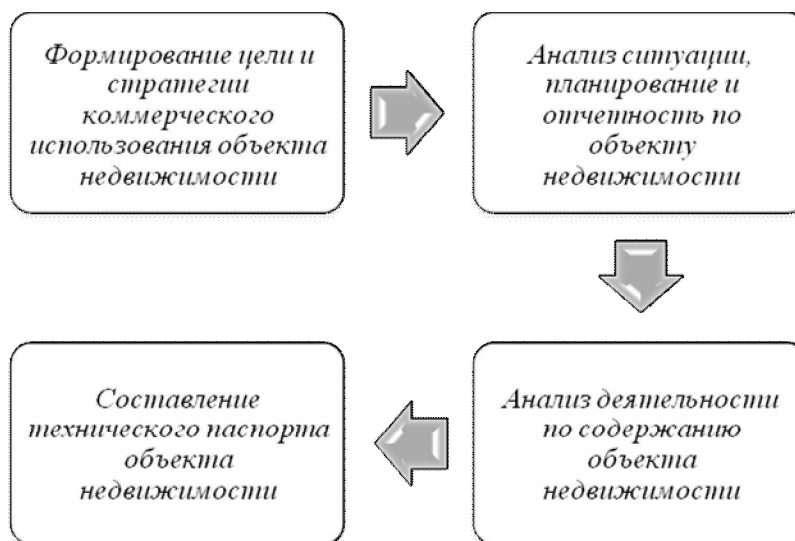 Формирование цели и
стратегии
коммерческого
использования объекта
недвижимости
Анализ ситуации,
планирование и
отчетность по
объекту
недвижимости
Анализ деятельности
по содержанию
объекта
недвижимости
Составление
технического паспорта
объекта
недвижимости